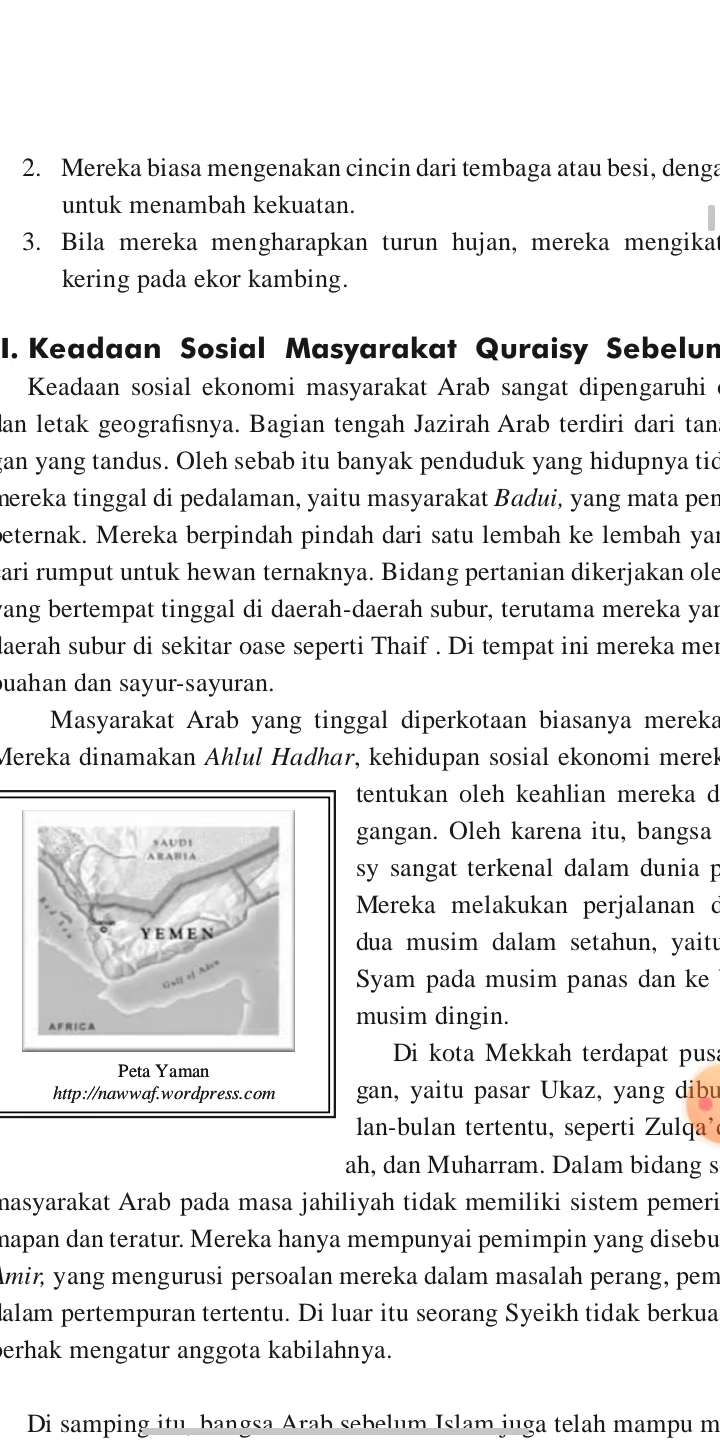 2. Mereka biasa mengenakan cincin dari tembaga atau besi, denga
untuk menambah kekuatan.
3. Bila mereka mengharapkan turun hujan, mereka mengikat
kering pada ekor kambing.
I. Keadaan Sosial Masyarakat Quraisy Sebelum
Keadaan sosial ekonomi masyarakat Arab sangat dipengaruhi
dan letak geografisnya. Bagian tengah Jazirah Arab terdiri dari tana
gan yang tandus. Oleh sebab itu banyak penduduk yang hidupnya tid
mereka tinggal di pedalaman, yaitu masyarakat Badui, yang mata pen
peternak. Mereka berpindah pindah dari satu lembah ke lembah yan
cari rumput untuk hewan ternaknya. Bidang pertanian dikerjakan ole
yang bertempat tinggal di daerah-daerah subur, terutama mereka yan
daerah subur di sekitar oase seperti Thaif . Di tempat ini mereka men
buahan dan sayur-sayuran.
Masyarakat Arab yang tinggal diperkotaan biasanya mereka
Mereka dinamakan Ahlul Hadhar, kehidupan sosial ekonomi merek
tentukan oleh keahlian mereka d
gangan. Oleh karena itu, bangsa
sy sangat terkenal dalam dunia p
Mereka melakukan perjalanan d
dua musim dalam setahun, yaitu
Syam pada musim panas dan ke
musim dingin.
SAUDI
ARABIA
Red Sea
YEMEN
Gulf of Aden
AFRICA
Peta Yaman
http://nawwaf.wordpress.com
Di kota Mekkah terdapat pusa
gan, yaitu pasar Ukaz, yang dibu
lan-bulan tertentu, seperti Zulqa'd
ah, dan Muharram. Dalam bidang s
masyarakat Arab pada masa jahiliyah tidak memiliki sistem pemeri
mapan dan teratur. Mereka hanya mempunyai pemimpin yang disebu
Amir, yang mengurusi persoalan mereka dalam masalah perang, pem
dalam pertempuran tertentu. Di luar itu seorang Syeikh tidak berkua
berhak mengatur anggota kabilahnya.
Di samping itu, bangsa Arab sebelum Islam juga telah mampu m